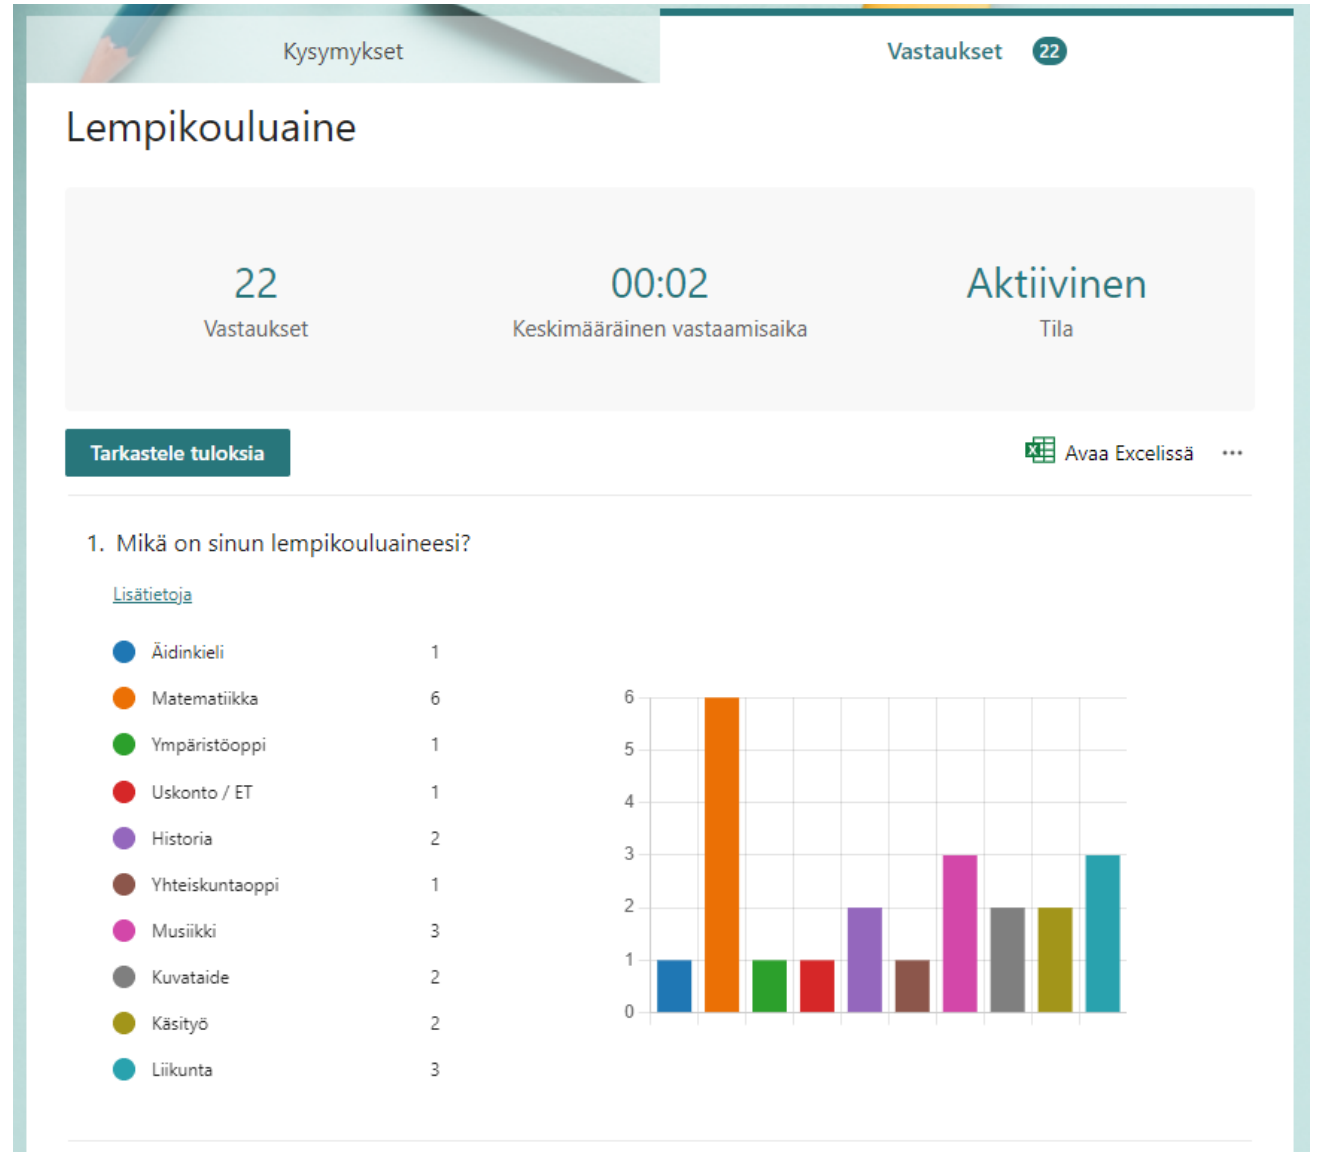 Kysymykset
Vastaukset 22
Lempikouluaine
22 00:02 Aktiivinen
Vastaukset Keskimääräinen vastaamisaika Tila
Tarkastele tuloksia
Avaa Excelissä ...
1. Mikä on sinun lempikouluaineesi?
Lisätietoja
Äidinkieli 1
Matematiikka 6
Ympäristöoppi 1
Uskonto / ET 1
Historia 2
Yhteiskuntaoppi 1
Musiikki 3
Kuvataide 2
Käsityö 2
Liikunta 3
6
5
4
3
2
1
0